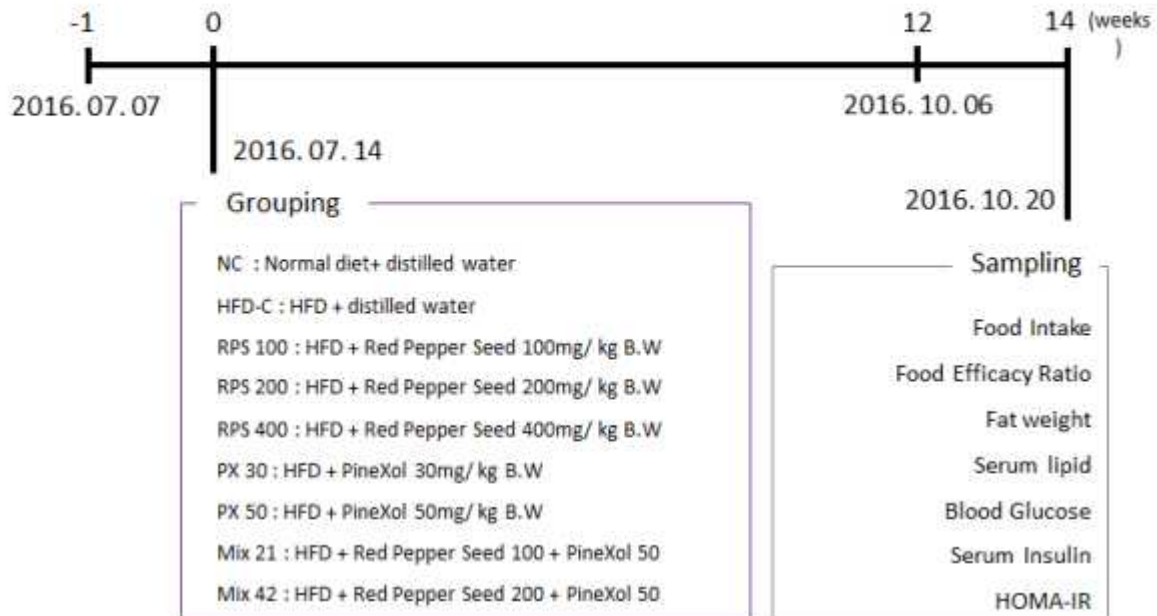 -1 0 12 14 (weeks
)
2016.07.07 2016.10.06
2016.07.14
2016.10.20
Grouping
NC : Normal diet+ distilled water
HFD-C : HFD + distilled water
RPS 100 : HFD + Red Pepper Seed 100mg/ kg B.W
RPS 200 : HFD + Red Pepper Seed 200mg/ kg B.W
RPS 400 : HFD + Red Pepper Seed 400mg/ kg B.W
PX 30 : HFD + PineXol 30mg/ kg B.W
PX 50 : HFD + PineXol 50mg/ kg B.W
Mix 21 : HFD + Red Pepper Seed 100 + PineXol 50
Mix 42 : HFD + Red Pepper Seed 200 + PineXol 50
Sampling
Food Intake
Food Efficacy Ratio
Fat weight
Serum lipid
Blood Glucose
Serum Insulin
HOMA-IR